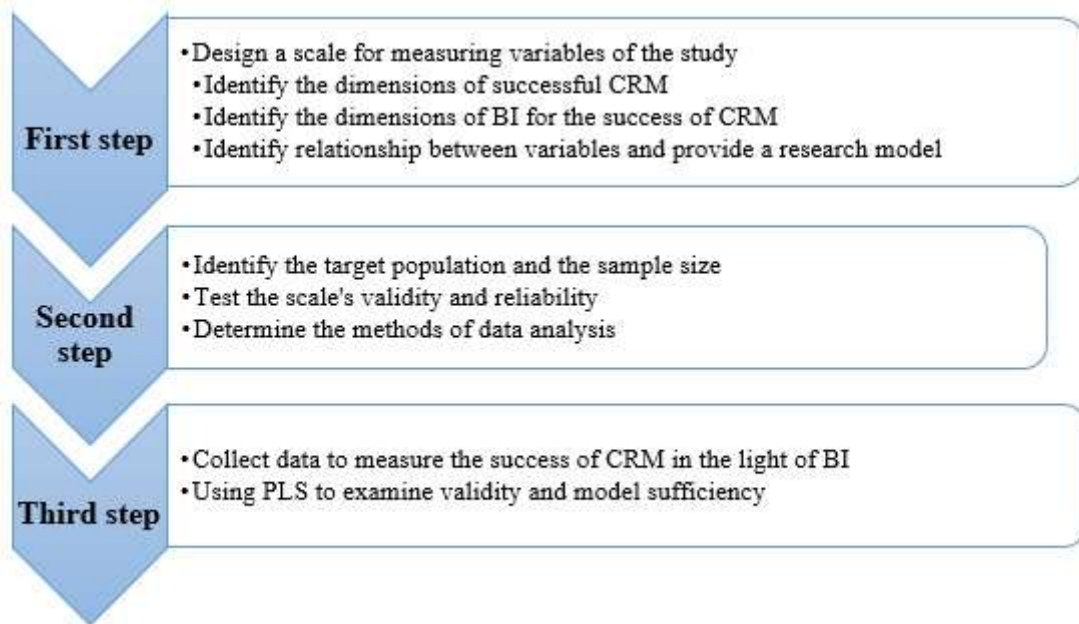 First step
•Design a scale for measuring variables of the study
•Identify the dimensions of successful CRM
•Identify the dimensions of BI for the success of CRM
•Identify relationship between variables and provide a research model
Second
step
•Identify the target population and the sample size
•Test the scale's validity and reliability
•Determine the methods of data analysis
Third step
•Collect data to measure the success of CRM in the light of BI
•Using PLS to examine validity and model sufficiency